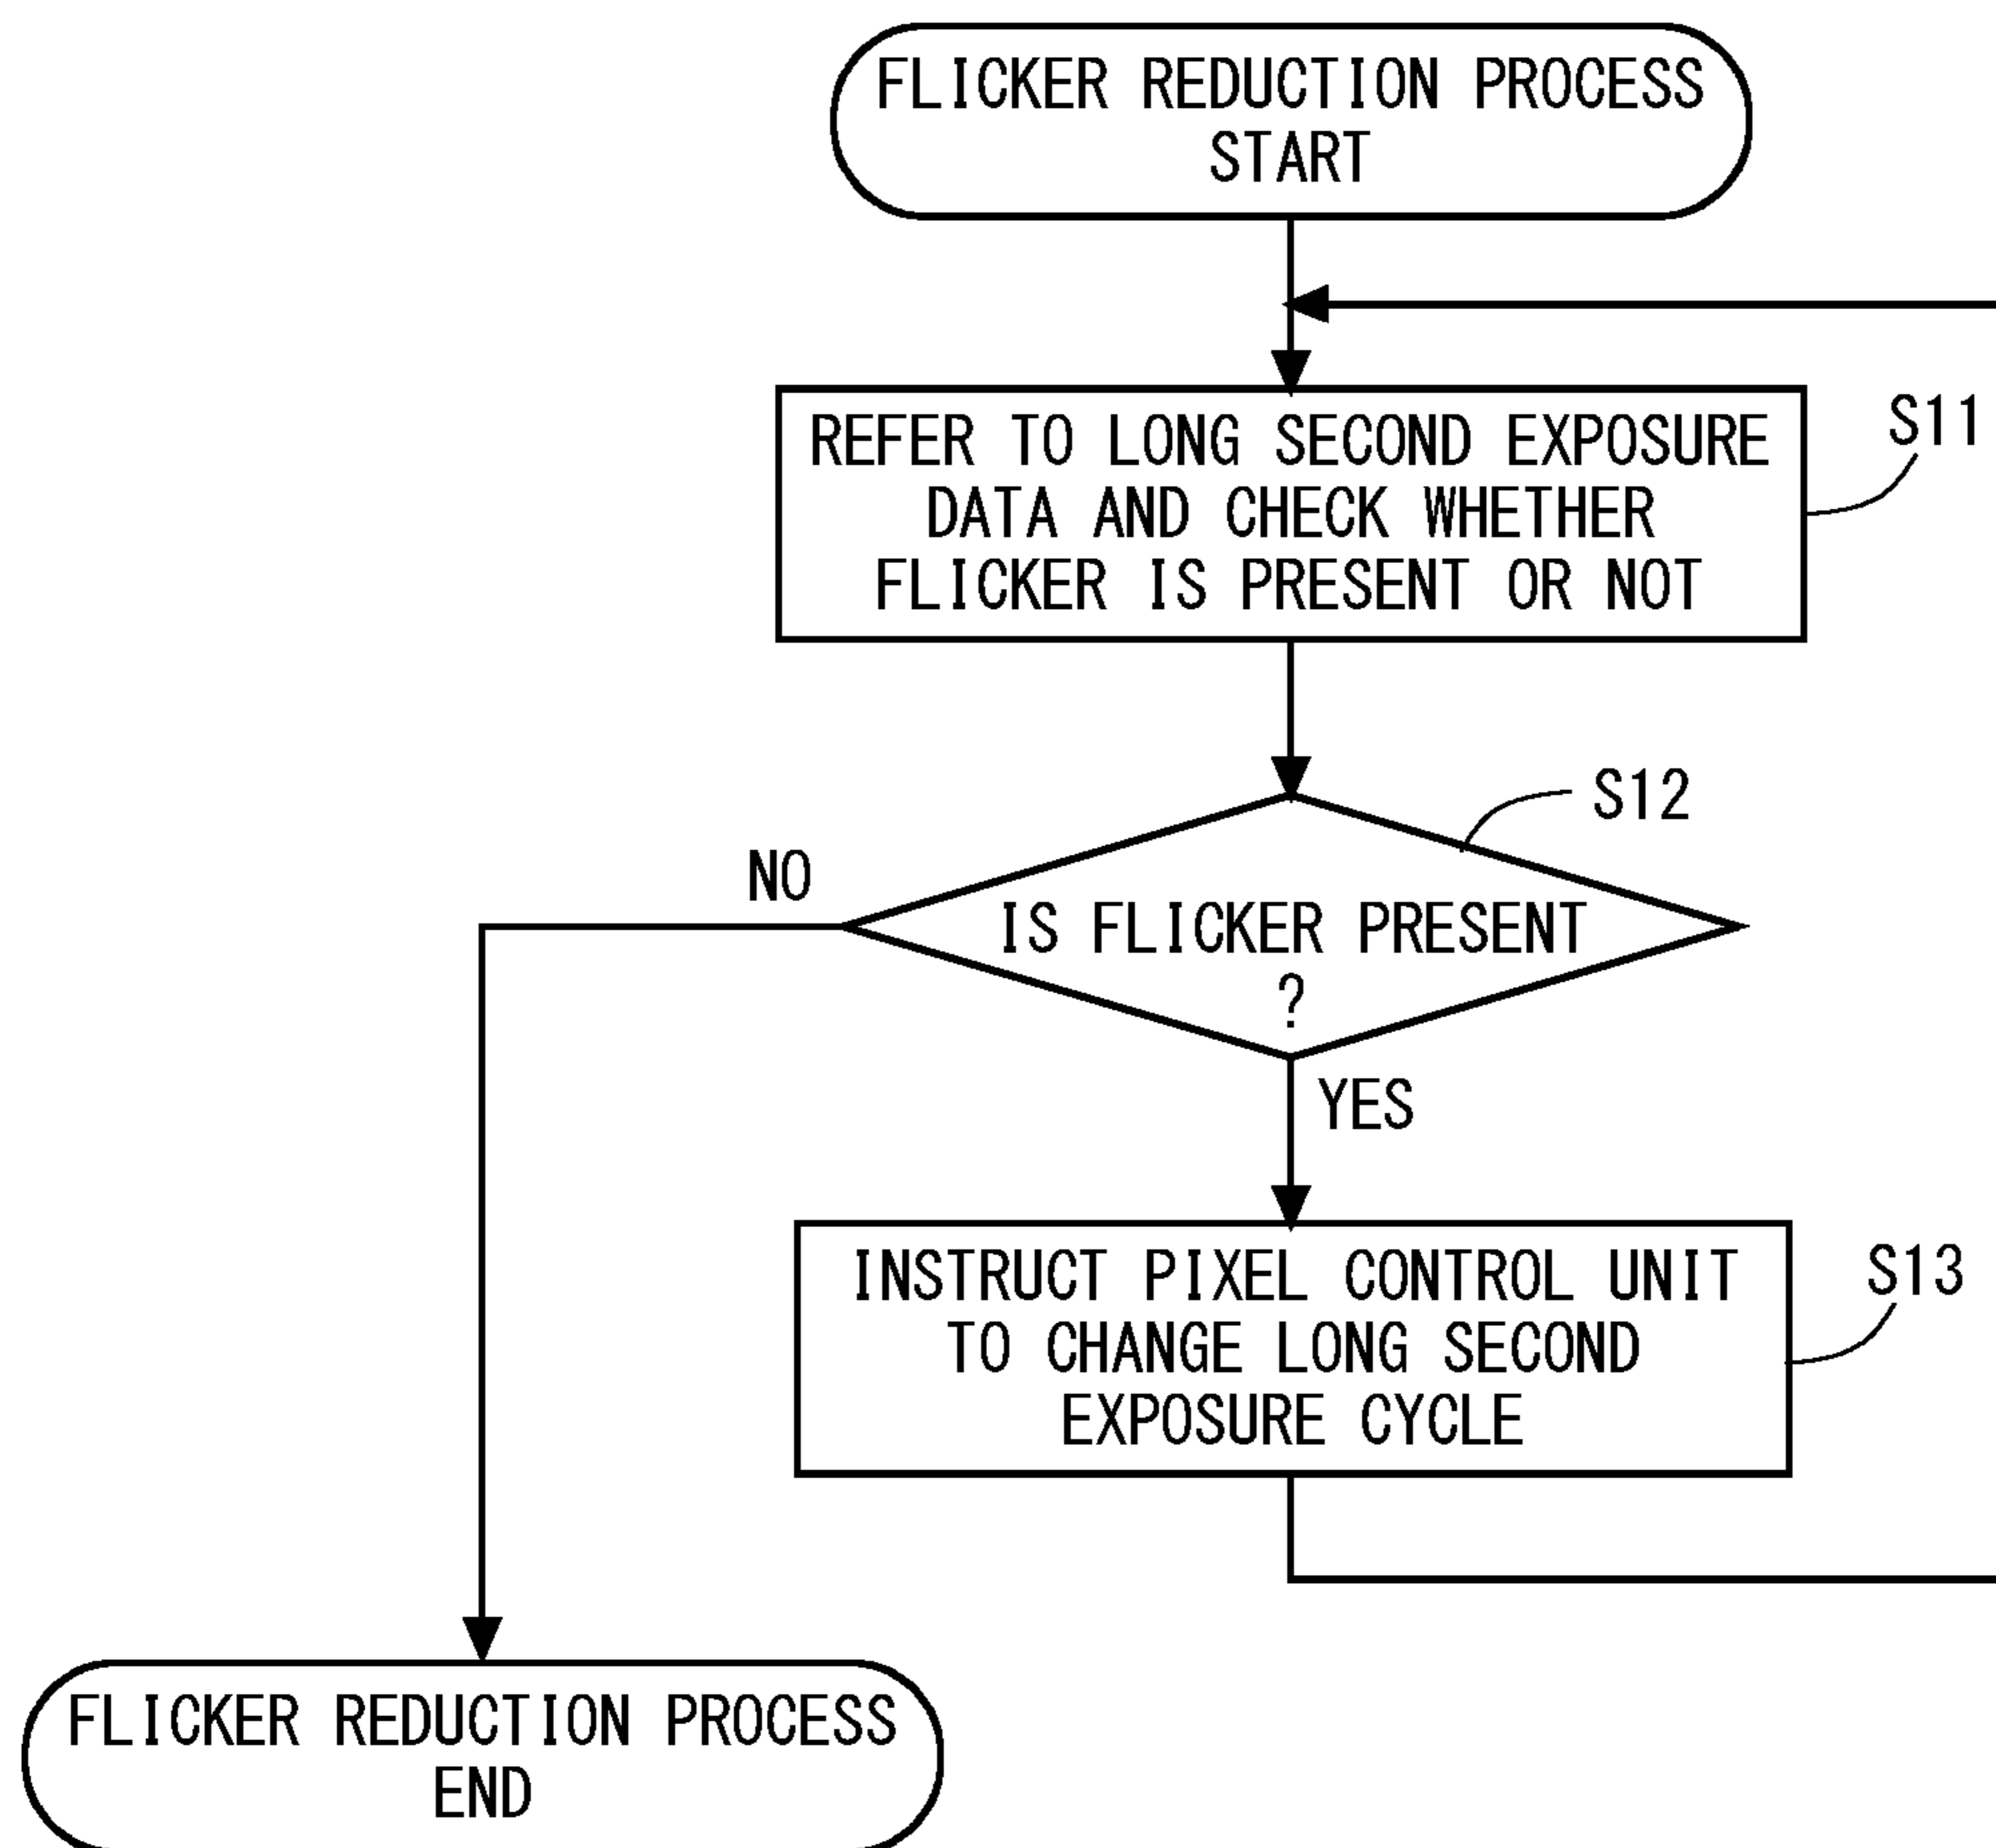 FLICKER REDUCTION PROCESS
START
REFER TO LONG SECOND EXPOSURE
DATA AND CHECK WHETHER
FLICKER IS PRESENT OR NOT
S11
S12
NO
IS FLICKER PRESENT
?
YES
INSTRUCT PIXEL CONTROL UNIT
TO CHANGE LONG SECOND
EXPOSURE CYCLE
S13
FLICKER REDUCTION PROCESS
END